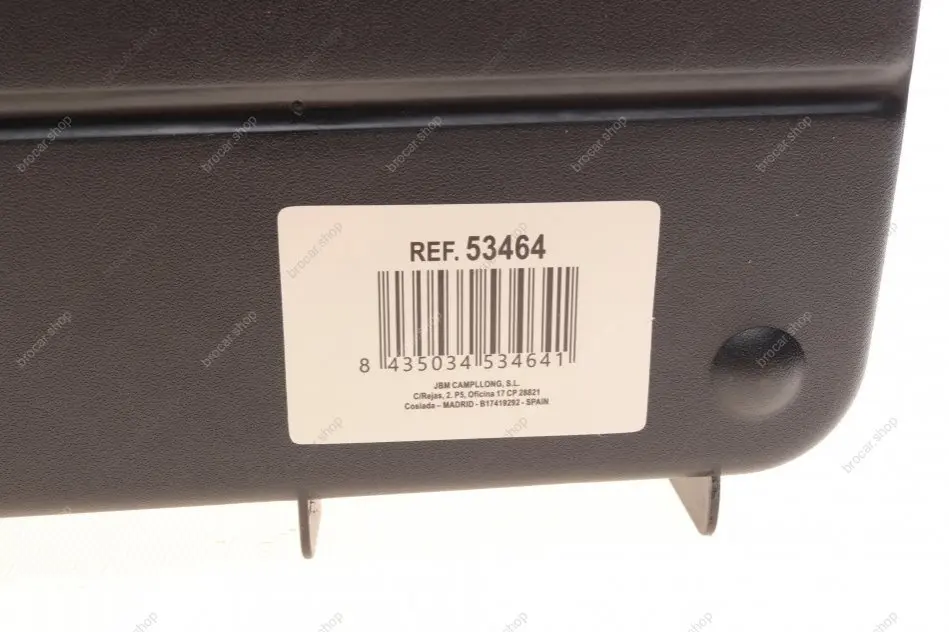 REF. 53464
8 435034 534641
JBM CAMPLLONG, S.L.
C/Rejas, 2. P5, Oficina 17 CP 28821
Coslada – MADRID - B17419292 - SPAIN
brocar.shop